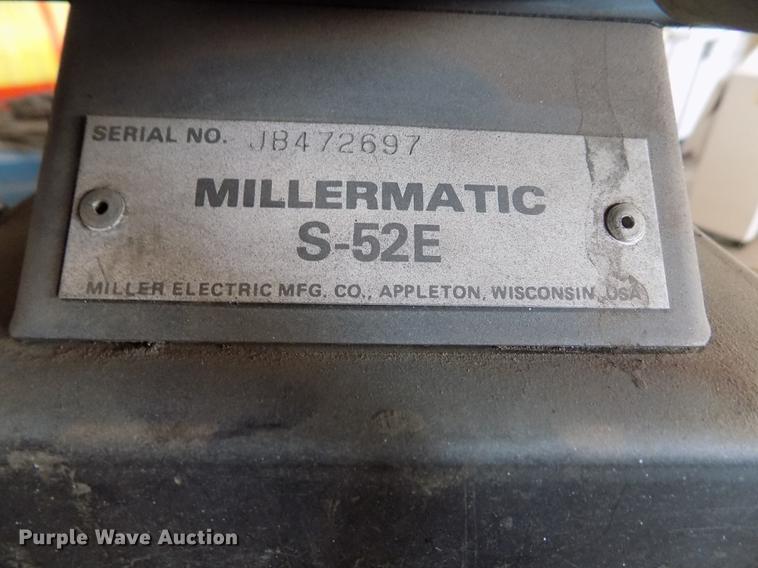 SERIAL NO. JB472697
MILLERMATIC
S-52E
MILLER ELECTRIC MFG. CO., APPLETON, WISCONSIN, USA
Purple Wave Auction